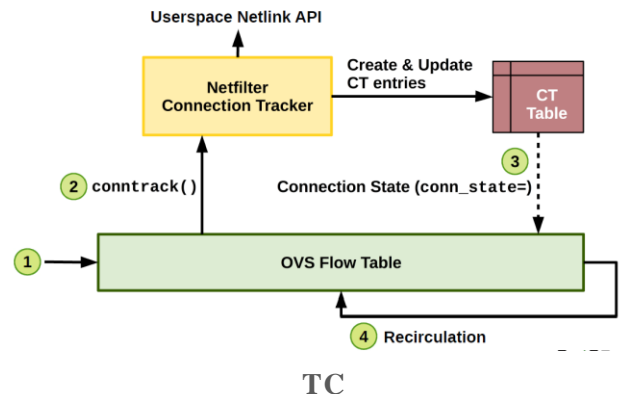 Userspace Netlink API
Netfilter
Connection Tracker
Create & Update
CT entries
CT
Table
2 conntrack()
3
Connection State (conn_state=)
1
OVS Flow Table
4 Recirculation
TC